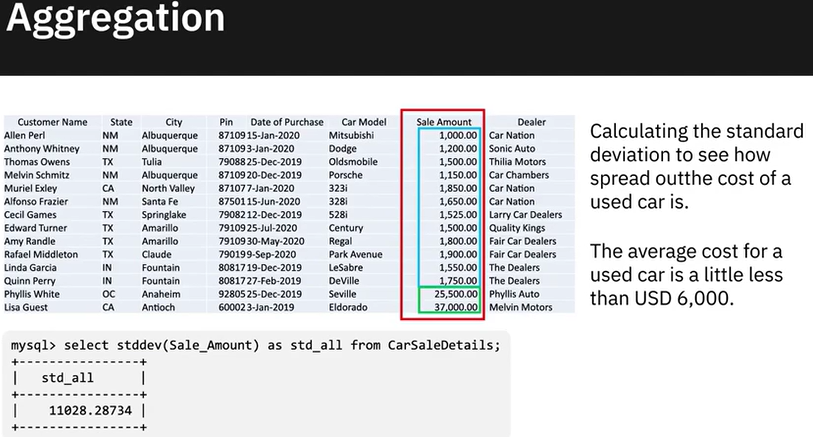 Aggregation
Customer Name State City Pin Date of Purchase Car Model Sale Amount Dealer
Allen Perl NM Albuquerque 87109 15-Jan-2020 Mitsubishi 1,000.00 Car Nation
Anthony Whitney NM Albuquerque 87109 3-Jan-2020 Dodge 1,200.00 Sonic Auto
Thomas Owens TX Tulia 79088 25-Dec-2019 Oldsmobile 1,500.00 Thilia Motors
Melvin Schmitz NM Albuquerque 87109 20-Dec-2019 Porsche 1,150.00 Car Chambers
Muriel Exley CA North Valley 87107 7-Jan-2020 323i 1,850.00 Car Nation
Alfonso Frazier NM Santa Fe 87501 15-Jun-2020 328i 1,650.00 Car Nation
Cecil Games TX Springlake 79082 12-Dec-2019 528i 1,525.00 Larry Car Dealers
Edward Turner TX Amarillo 79109 25-Jul-2020 Century 1,500.00 Quality Kings
Amy Randle TX Amarillo 79109 30-May-2020 Regal 1,800.00 Fair Car Dealers
Rafael Middleton TX Claude 79019 9-Sep-2020 Park Avenue 1,900.00 Fair Car Dealers
Linda Garcia IN Fountain 80817 19-Dec-2019 LeSabre 1,550.00 The Dealers
Quinn Perry IN Fountain 80817 27-Feb-2019 DeVille 1,750.00 The Dealers
Phyllis White OC Anaheim 92805 25-Dec-2019 Seville 25,500.00 Phyllis Auto
Lisa Guest CA Antioch 60002 3-Jan-2019 Eldorado 37,000.00 Melvin Motors
Calculating the standard
deviation to see how
spread outthe cost of a
used car is.
The average cost for a
used car is a little less
than USD 6,000.
mysql> select stddev(Sale_Amount) as std_all from CarSaleDetails;
+----------------+
| std_all |
+----------------+
| 11028.28734 |
+----------------+